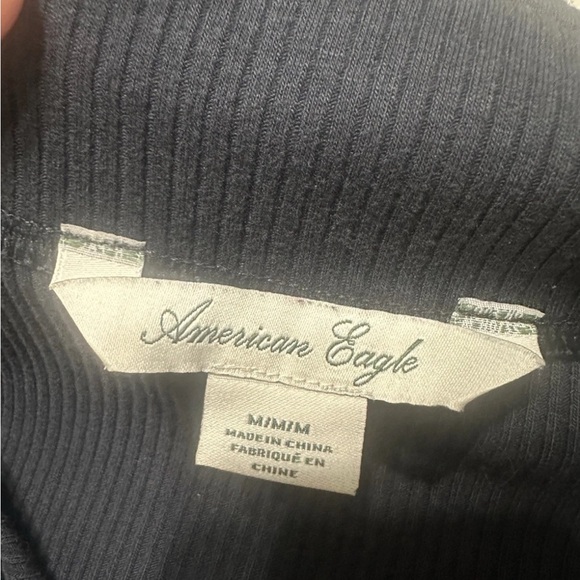 American Eagle
M/M/M
MADE IN CHINA
FABRIQUÉ EN
CHINE